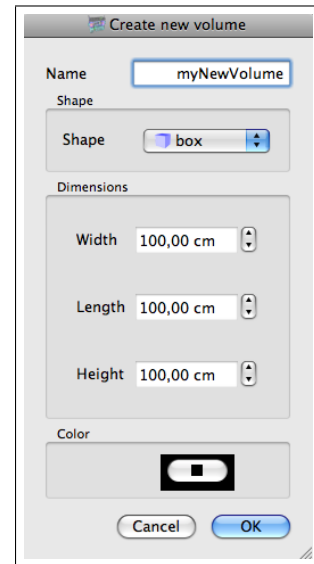 Create new volume
Name myNewVolume
Shape
Shape box
Dimensions
Width 100,00 cm
Length 100,00 cm
Height 100,00 cm
Color
Cancel OK